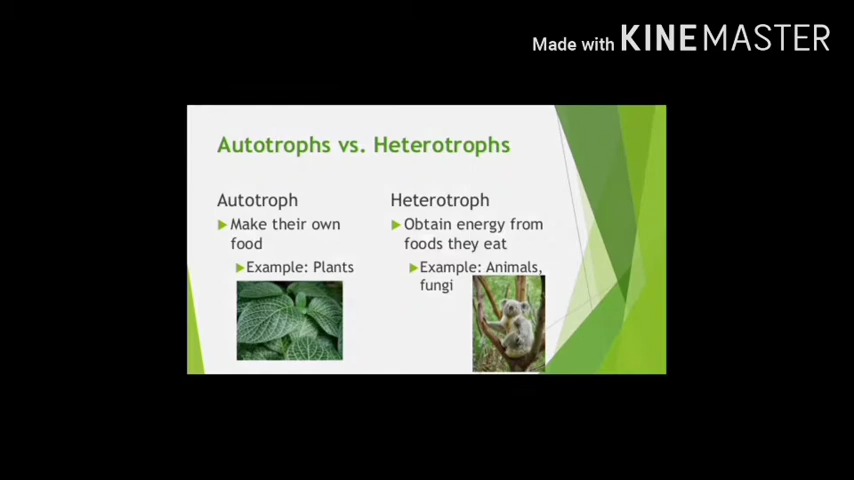 Made with KINEMASTER
Autotrophs vs. Heterotrophs
Autotroph
Make their own
food
Example: Plants
Heterotroph
Obtain energy from
foods they eat
Example: Animals,
fungi